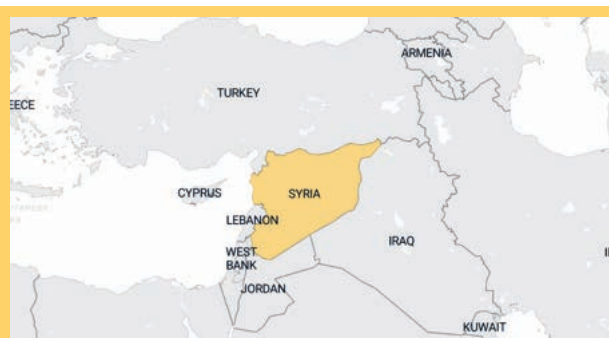 ARMENIA
TURKEY
EECE
CYPRUS
SYRIA
LEBANON
IRAQ
WEST
BANK
JORDAN
KUWAIT